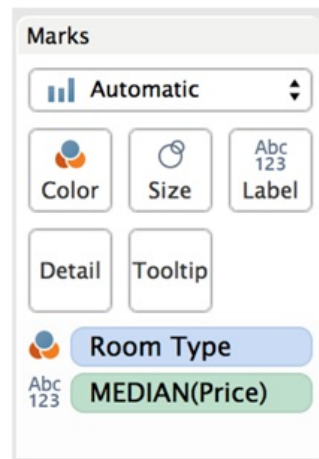 Marks
Automatic
Abc
123
Color Size Label
Detail Tooltip
Room Type
Abc
123
MEDIAN(Price)